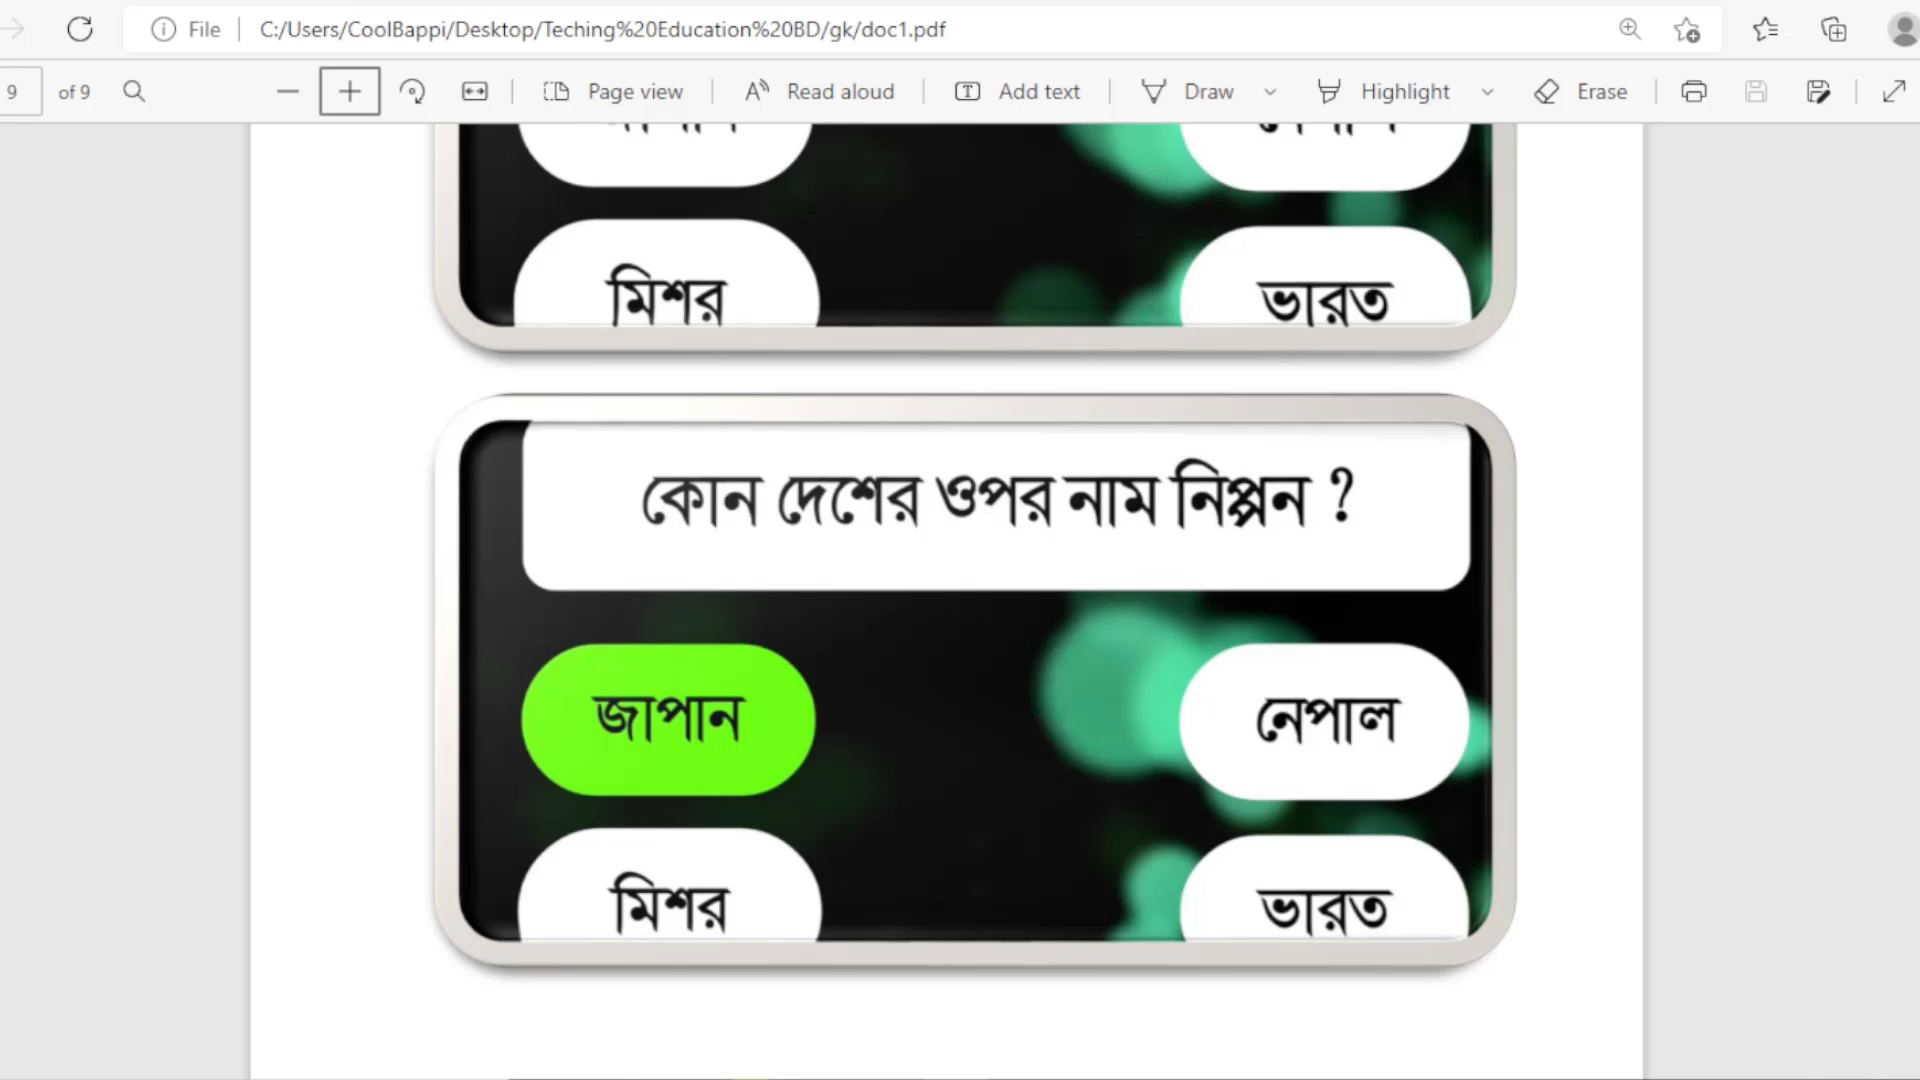 File
C:/Users/CoolBappi/Desktop/Teching%20Education%20BD/gk/doc1.pdf
9 of 9
Page view
Read aloud
Add text
Draw
Highlight
Erase
মিশর ভারত
কোন দেশের ওপর নাম নিপ্পন ?
জাপান নেপাল
মিশর ভারত